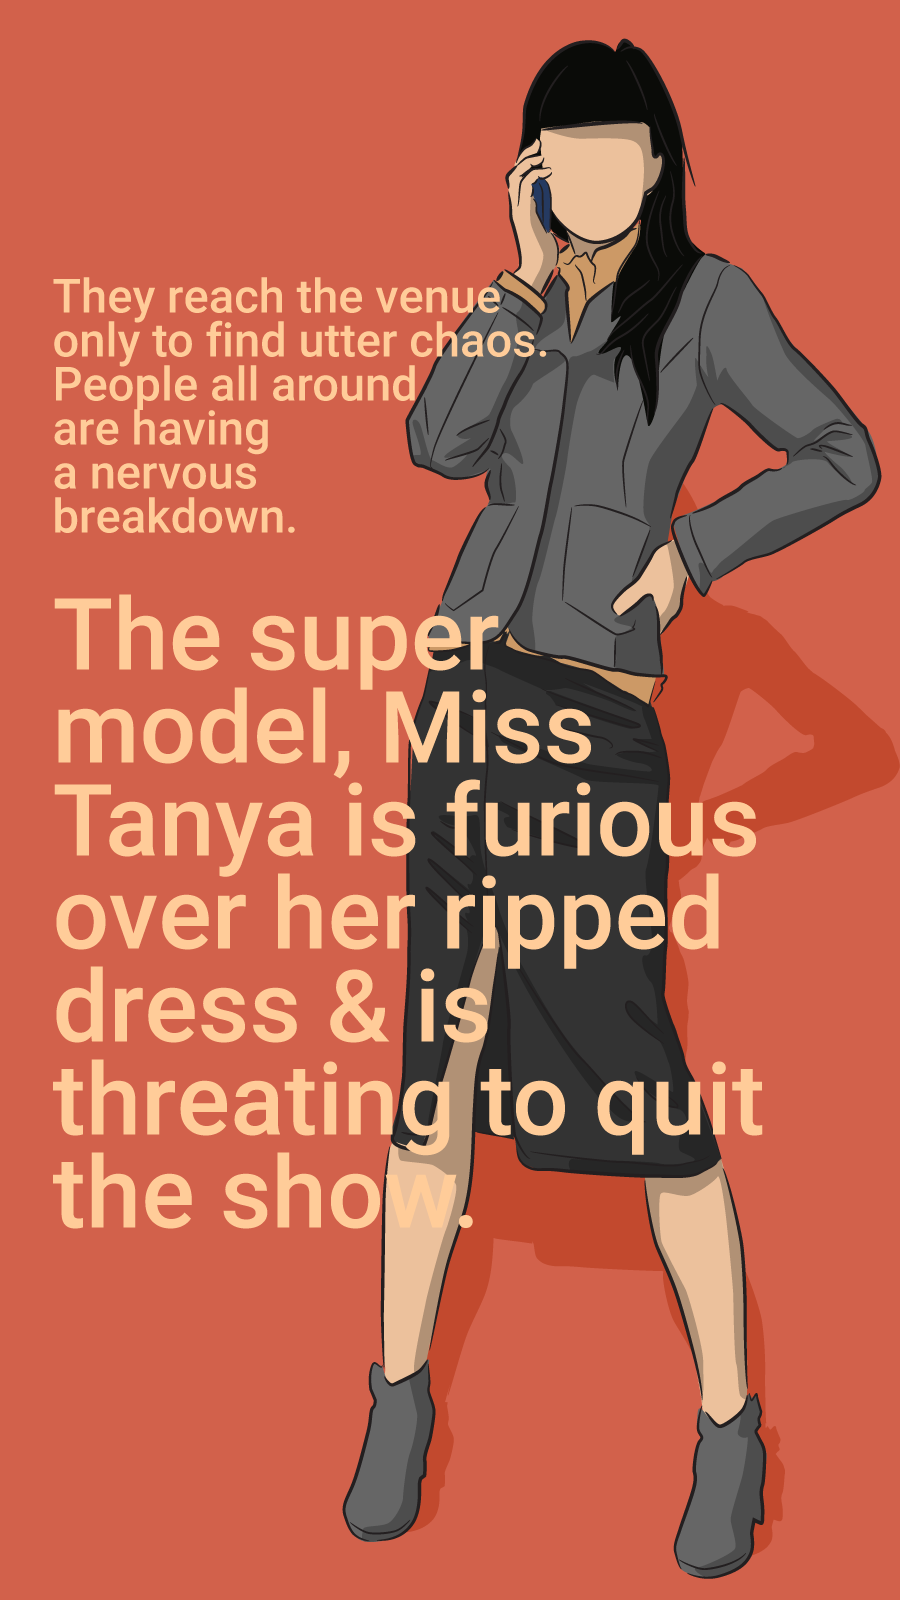 They reach the venue
only to find utter chaos.
People all around
are having
a nervous
breakdown.
The super
model, Miss
Tanya is furious
over her ripped
dress & is
threating to quit
the show.